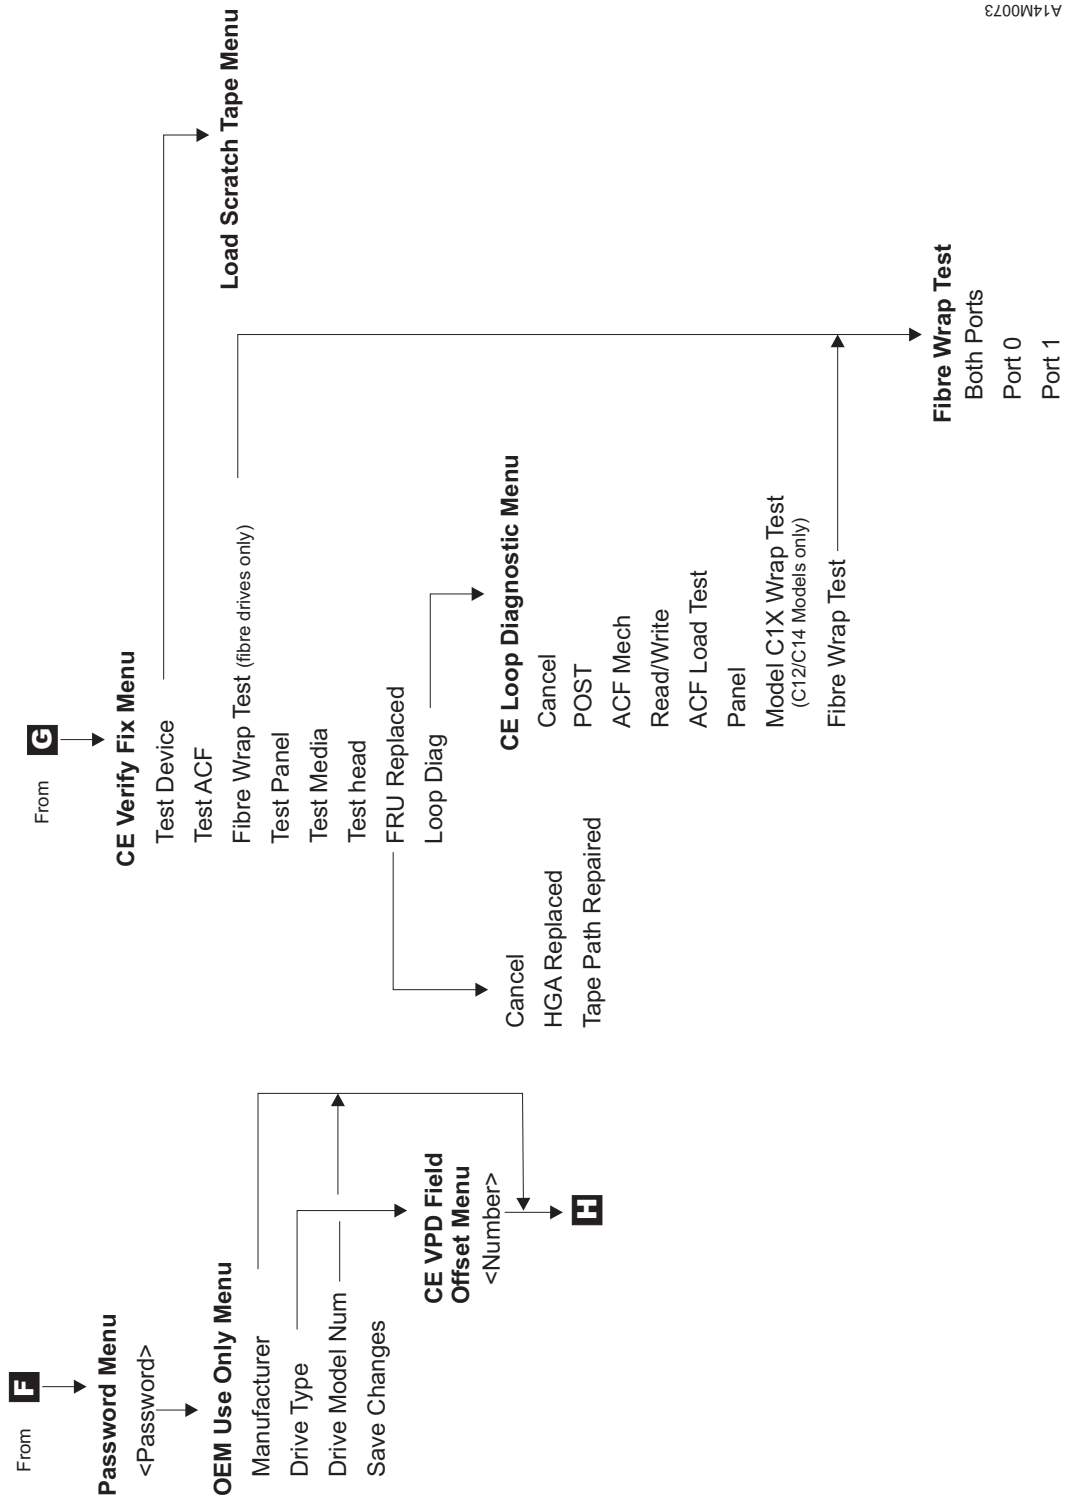 From F
Password Menu
<Password>
OEM Use Only Menu
Manufacturer
Drive Type
Drive Model Num
Save Changes
CE VPD Field
Offset Menu
<Number>
H
From G
CE Verify Fix Menu
Test Device
Test ACF
Fibre Wrap Test (fibre drives only)
Test Panel
Test Media
Test head
FRU Replaced
Loop Diag
Cancel
HGA Replaced
Tape Path Repaired
CE Loop Diagnostic Menu
Cancel
POST
ACF Mech
Read/Write
ACF Load Test
Panel
Model C1X Wrap Test
(C12/C14 Models only)
Fibre Wrap Test
Load Scratch Tape Menu
Fibre Wrap Test
Both Ports
Port 0
Port 1
A14M0073